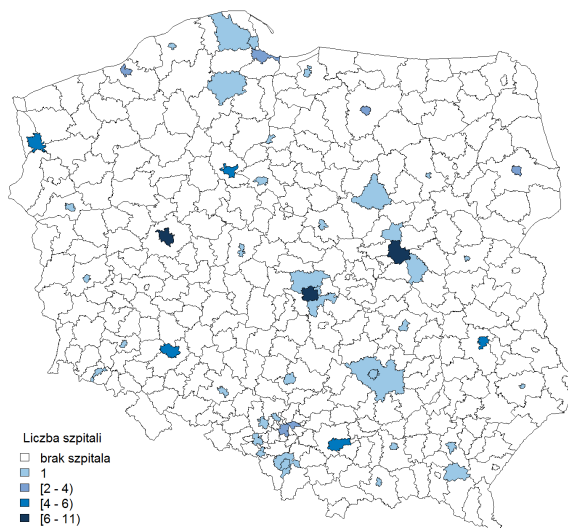 Liczba szpitali
brak szpitala
1
[2 - 4)
[4 - 6)
[6 - 11)